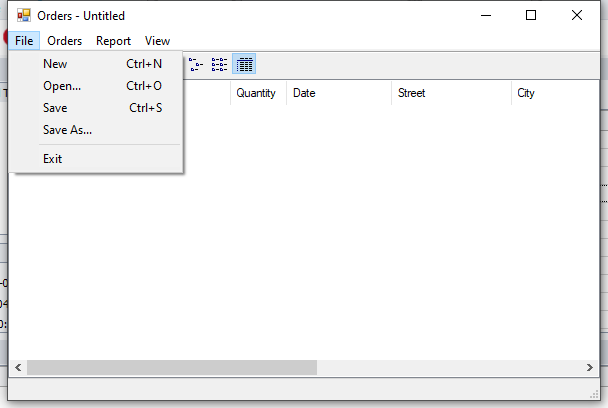 Orders - Untitled
File Orders Report View
New Ctrl+N
Open... Ctrl+O
Save Ctrl+S
Save As...
Exit
Quantity Date Street City